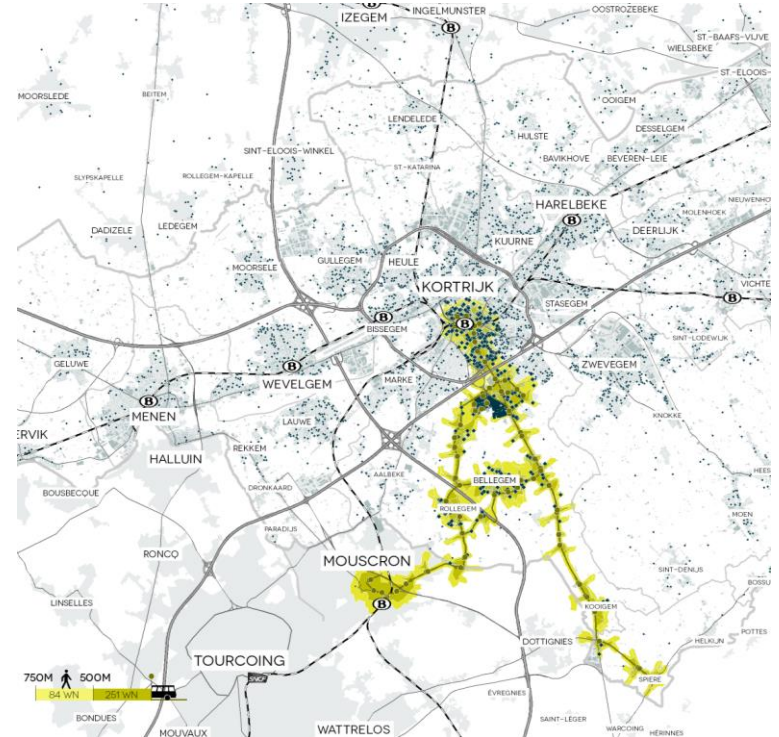 IZEGEM
INGELMUNSTER
OOSTROZEBEKE
B
ST.-BAAFS-VIJVE
WIELSBEKE
ST.-ELOOIS-
MOORSLEDE
BEITEM
OOIGEM
LENDELEDE
DESSELGEM
HULSTE
SINT-ELOOIS-WINKEL
ST.-KATARINA
BAVIKHOVE
BEVEREN-LEIE
SLYPSKAPELLE
ROLLEGEM-KAPELLE
HARELBEKE
B
MOLENHOEK
DADIZELE
LEDEGEM
KUURNE
DEERLIJK
GULLEGEM
HEULE
MOORSELE
KORTRIJK
VICHTE
B
STASEGEM
B
BISSEGEM
B
SINT-LODEWIJK
GELUWE
B
ZWEVEGEM
WEVELGEM
MARKE
B
MENEN
KNOKKE
LAUWE
ERVIK
HALLUIN
REKKEM
AALBEKE
BELLEGEM
DRONKAARD
BOUSBECQUE
ROLLEGEM
MOEN
PARADIJS
RONCQ
MOUSCRON
SINT-DENIJS
LINSELLES
B
KOOIGEM
POTTES
DOTTIGNIES
HELKIJN
TOURCOING
750M 500M
SNCF
SPIERE
84 WN 251 WN
ÉVREGNIES
BONDUES
SAINT-LÉGER
WARCOING
MOUVAUX
WATTRELOS
HÉRINNES